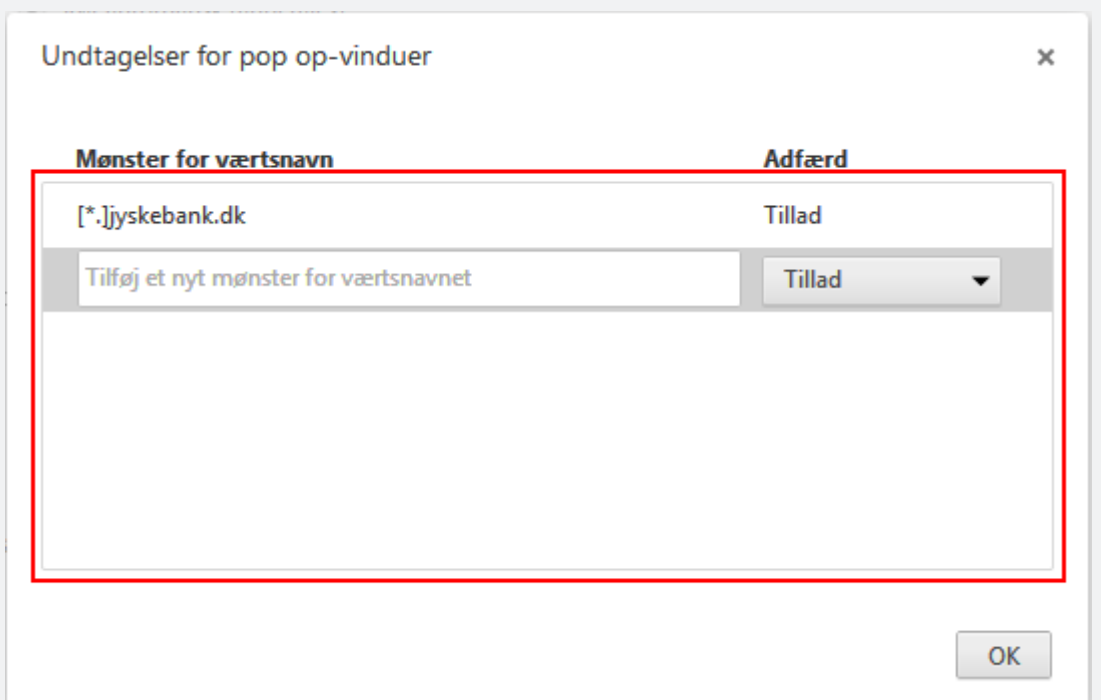 Undtagelser for pop op-vinduer ×
Mønster for værtsnavn Adfærd
[*.]jyskebank.dk Tillad
Tilføj et nyt mønster for værtsnavnet Tillad
OK